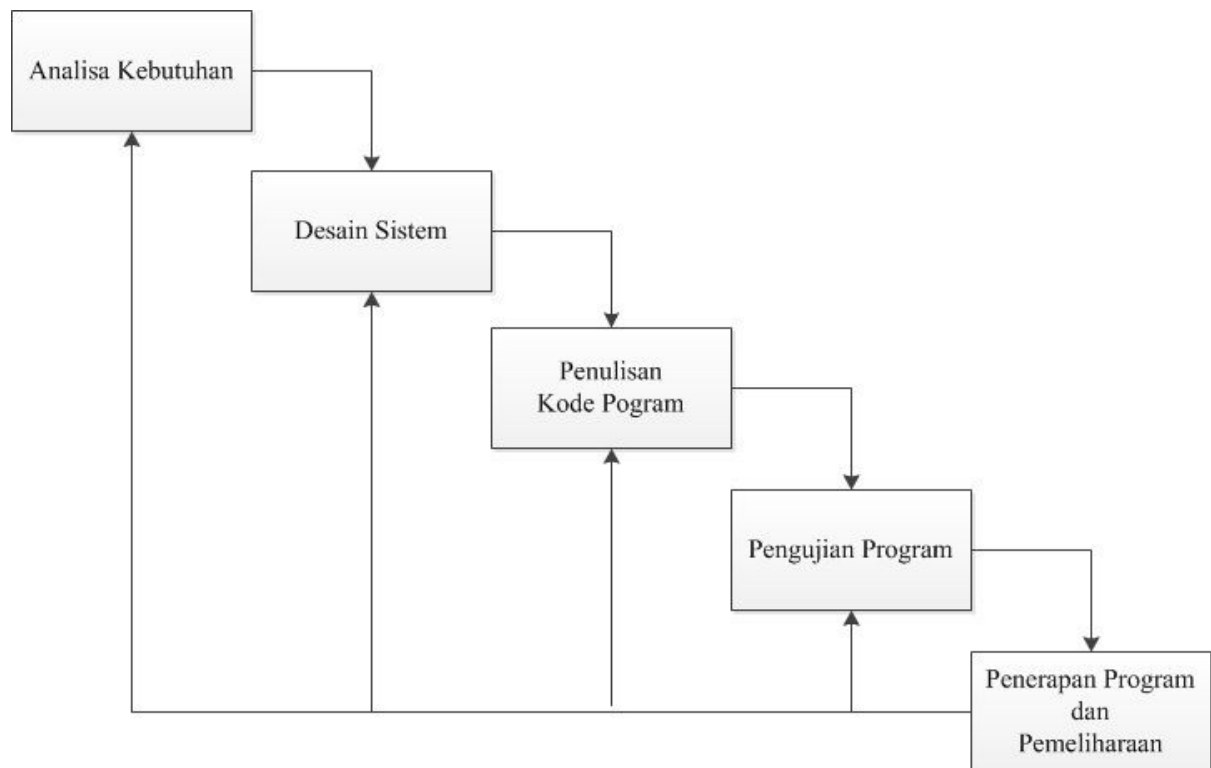 Analisa Kebutuhan
Desain Sistem
Penulisan
Kode Pogram
Pengujian Program
Penerapan Program
dan
Pemeliharaan